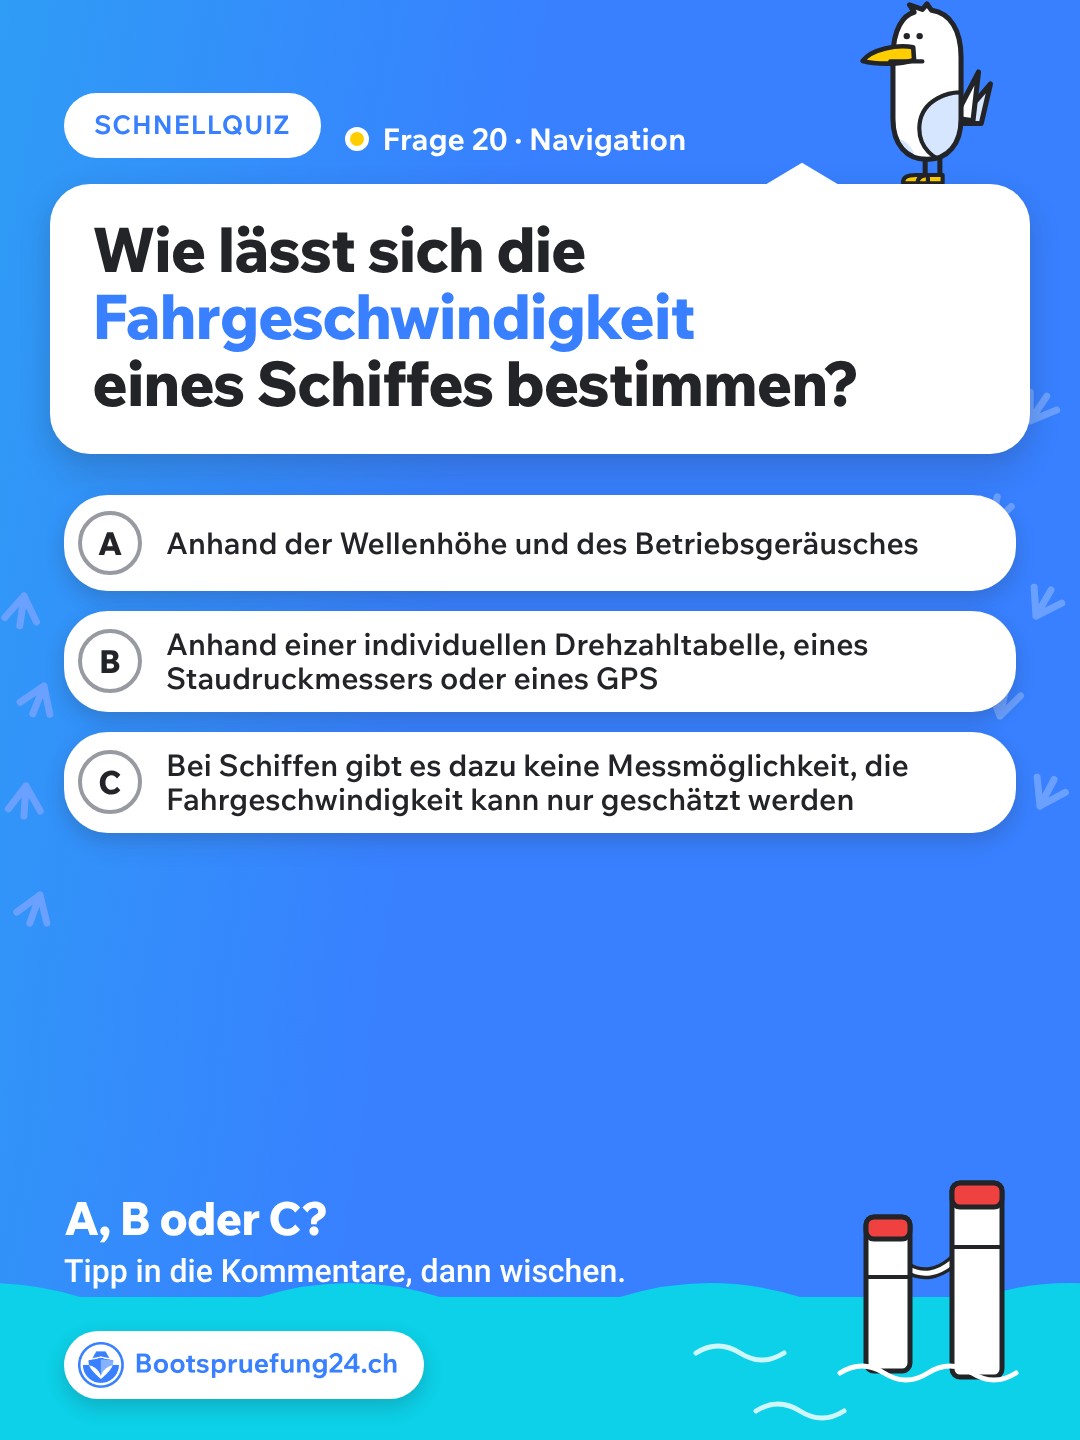 SCHNELLQUIZ
Frage 20 · Navigation
Wie lässt sich die
Fahrgeschwindigkeit
eines Schiffes bestimmen?
A
Anhand der Wellenhöhe und des Betriebsgeräusches
B
Anhand einer individuellen Drehzahltabelle, eines
Staudruckmessers oder eines GPS
C
Bei Schiffen gibt es dazu keine Messmöglichkeit, die
Fahrgeschwindigkeit kann nur geschätzt werden
A, B oder C?
Tipp in die Kommentare, dann wischen.
Bootspruefung24.ch